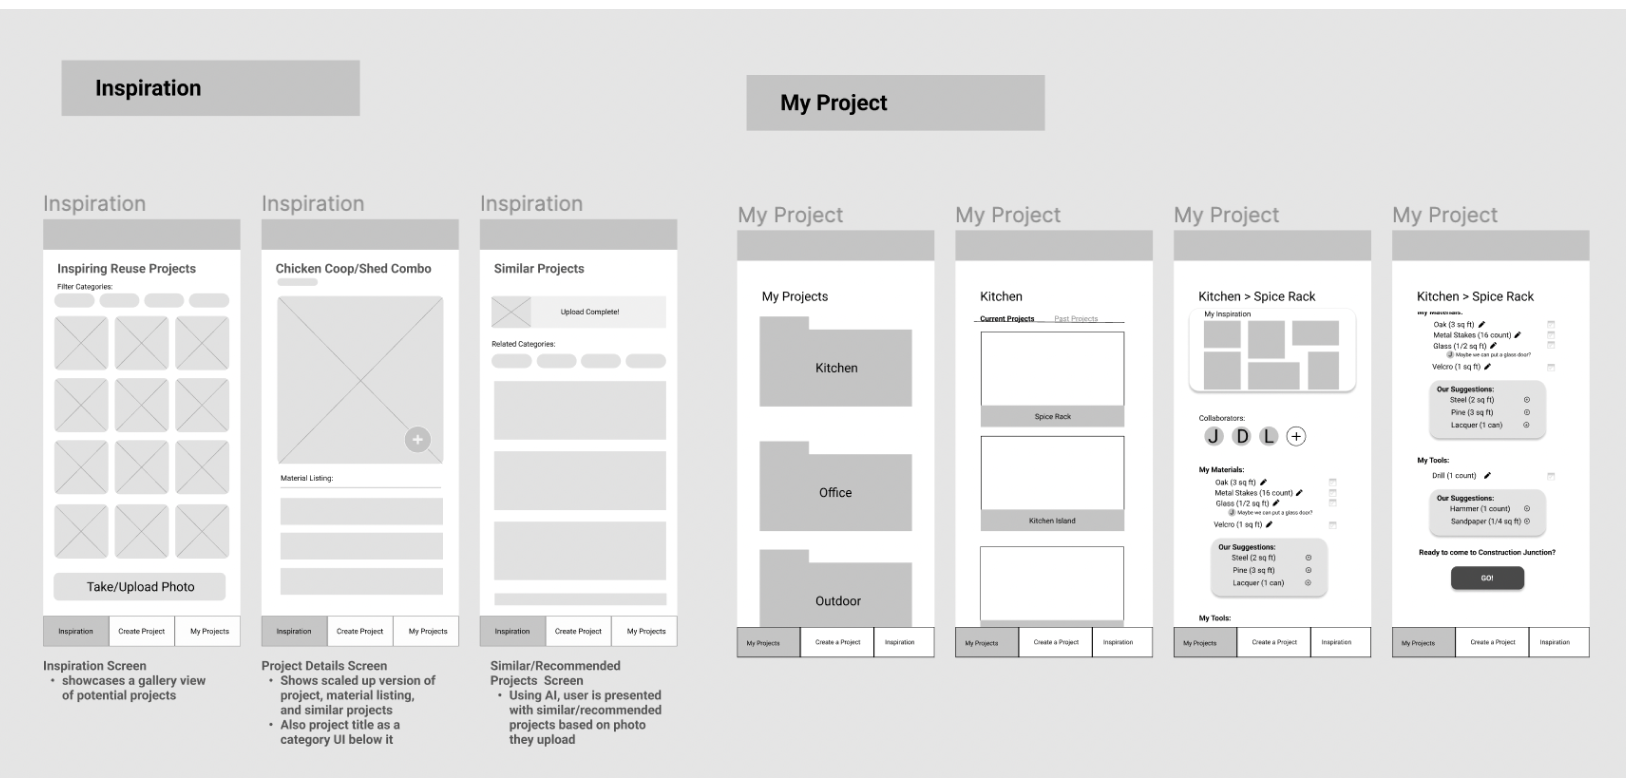 Inspiration
My Project
Inspiration
Inspiring Reuse Projects
Filter Categories:
Take/Upload Photo
Inspiration
Create Project
My Projects
Inspiration Screen
• showcases a gallery view
of potential projects
Inspiration
Chicken Coop/Shed Combo
+
Material Listing:
Inspiration
Create Project
My Projects
Project Details Screen
• Shows scaled up version of
project, material listing,
and similar projects
• Also project title as a
category UI below it
Inspiration
Similar Projects
Upload Complete!
Related Categories:
Inspiration
Create Project
My Projects
Similar/Recommended
Projects Screen
• Using AI, user is presented
with similar/recommended
projects based on photo
they upload
My Project
My Projects
Kitchen
Office
Outdoor
My Projects
Create a Project
Inspiration
My Project
Kitchen
Current Projects
Past Projects
Spice Rack
Kitchen Island
My Projects
Create a Project
Inspiration
My Project
Kitchen > Spice Rack
My Inspiration
Collaborators:
J D L +
My Materials:
Oak (3 sq ft)
Metal Stakes (16 count)
Glass (1/2 sq ft)
J Maybe we can put a glass door?
Velcro (1 sq ft)
Our Suggestions:
Steel (2 sq ft)
Pine (3 sq ft)
Lacquer (1 can)
My Tools:
My Projects
Create a Project
Inspiration
My Project
Kitchen > Spice Rack
My Materials:
Oak (3 sq ft)
Metal Stakes (16 count)
Glass (1/2 sq ft)
J Maybe we can put a glass door?
Velcro (1 sq ft)
Our Suggestions:
Steel (2 sq ft)
Pine (3 sq ft)
Lacquer (1 can)
My Tools:
Drill (1 count)
Our Suggestions:
Hammer (1 count)
Sandpaper (1/4 sq ft)
Ready to come to Construction Junction?
GO!
My Projects
Create a Project
Inspiration